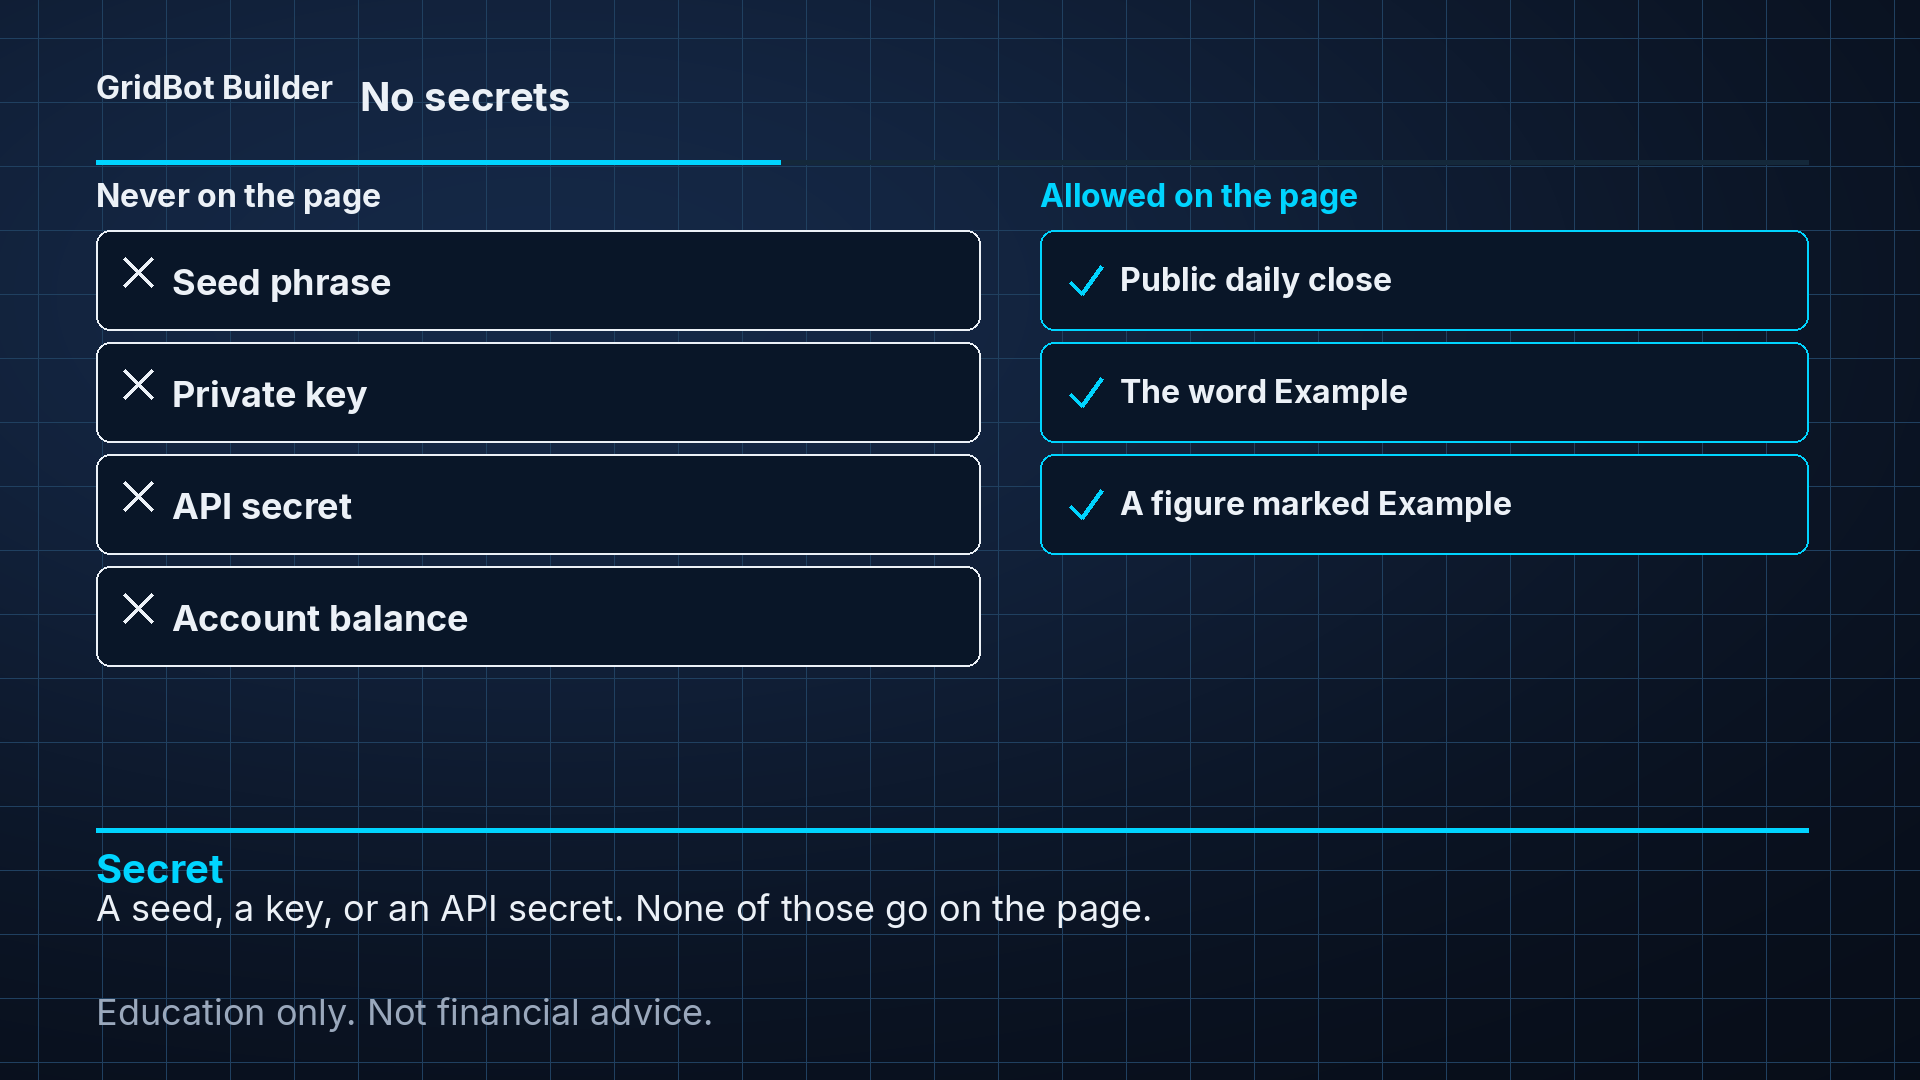 GridBot Builder
No secrets
Never on the page
Seed phrase
Private key
API secret
Account balance
Allowed on the page
Public daily close
The word Example
A figure marked Example
Secret
A seed, a key, or an API secret. None of those go on the page.
Education only. Not financial advice.